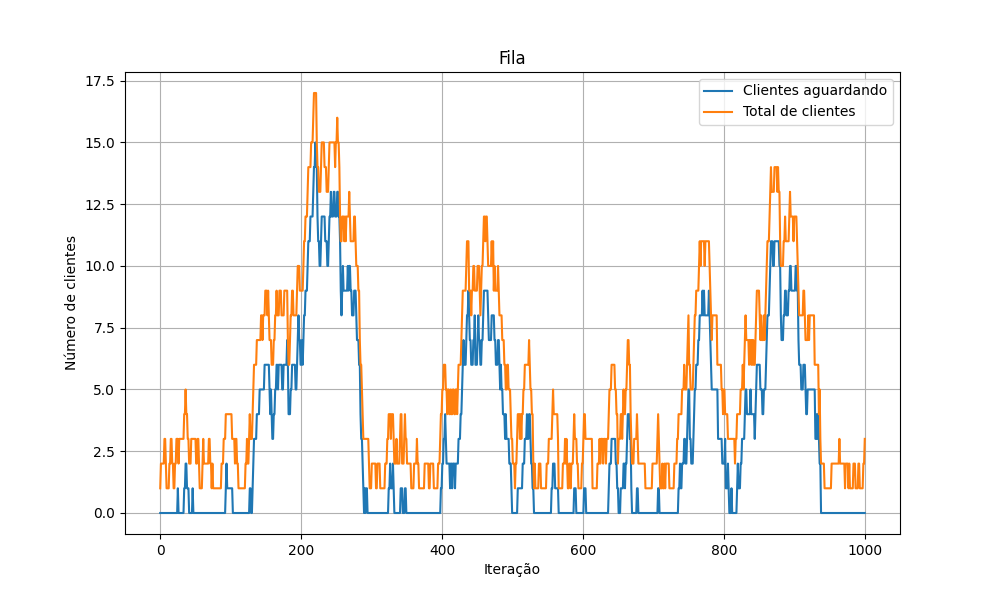 Fila
Clientes aguardando
Total de clientes
Número de clientes
17.5
15.0
12.5
10.0
7.5
5.0
2.5
0.0
0 200 400 600 800 1000
Iteração